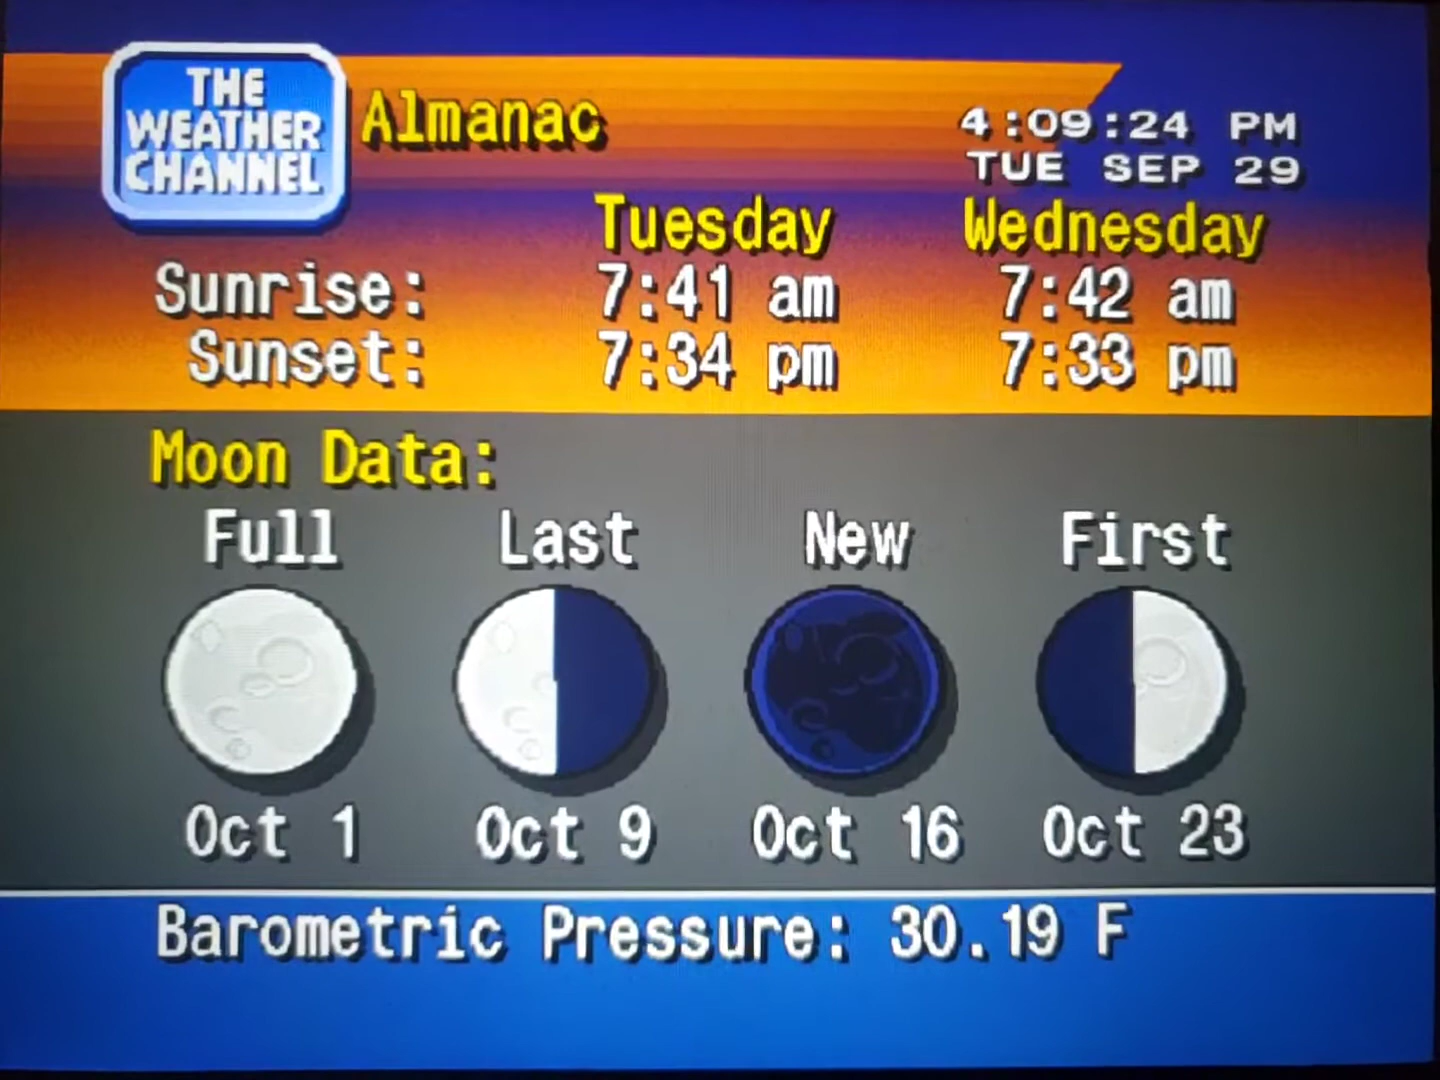 THE
WEATHER
CHANNEL
Almanac
4:09:24 PM
TUE SEP 29
Tuesday Wednesday
Sunrise: 7:41 am 7:42 am
Sunset: 7:34 pm 7:33 pm
Moon Data:
Full Last New First
Oct 1 Oct 9 Oct 16 Oct 23
Barometric Pressure: 30.19 F